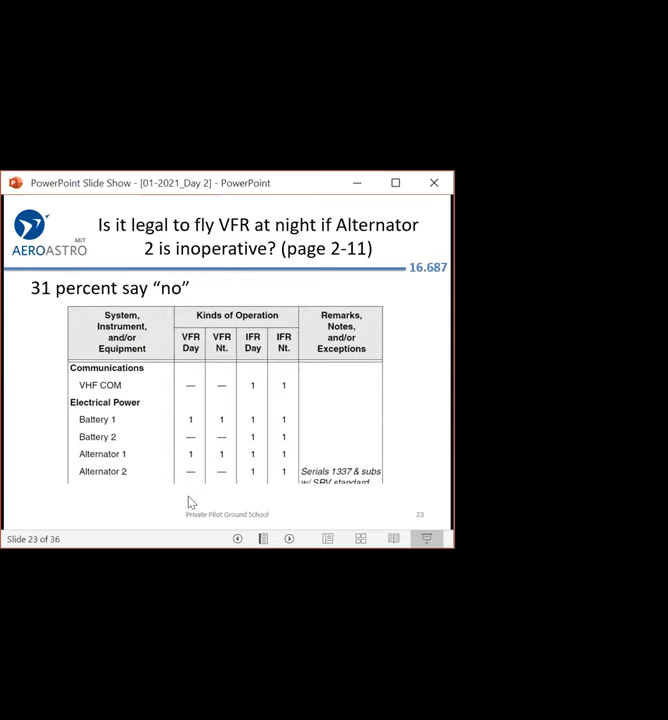 PowerPoint Slide Show - [01-2021_Day 2] - PowerPoint
MIT
AEROASTRO
Is it legal to fly VFR at night if Alternator
2 is inoperative? (page 2-11)
16.687
31 percent say “no”
System, Instrument, and/or Equipment
Kinds of Operation
Remarks, Notes, and/or Exceptions
VFR Day VFR Nt. IFR Day IFR Nt.
Communications
VHF COM — — 1 1
Electrical Power
Battery 1 1 1 1 1
Battery 2 — — 1 1
Alternator 1 1 1 1 1
Alternator 2 — — 1 1 Serials 1337 & subs
w/ SRV standard
Private Pilot Ground School
23
Slide 23 of 36